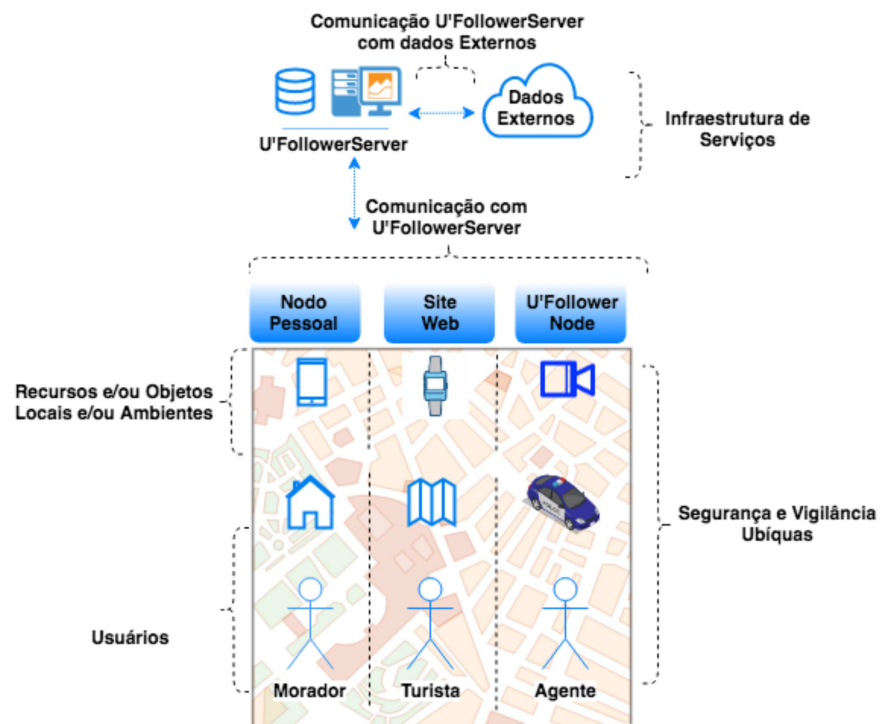 Comunicação U'FollowerServer
com dados Externos
Dados
Externos
U'FollowerServer
Infraestrutura de
Serviços
Comunicação com
U'FollowerServer
Nodo
Pessoal
Site
Web
U'Follower
Node
Recursos e/ou Objetos
Locais e/ou Ambientes
Segurança e Vigilância
Ubíquas
Usuários
Morador
Turista
Agente